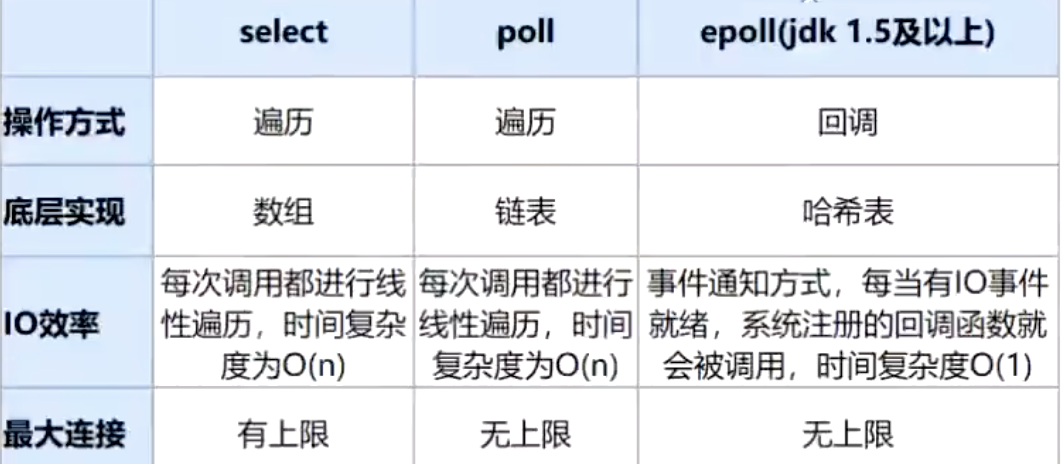 select poll epoll(jdk 1.5及以上)
操作方式 遍历 遍历 回调
底层实现 数组 链表 哈希表
IO效率
每次调用都进行线
性遍历，时间复杂
度为O(n)
每次调用都进行
线性遍历，时间
复杂度为O(n)
事件通知方式，每当有IO事件
就绪，系统注册的回调函数就
会被调用，时间复杂度O(1)
最大连接 有上限 无上限 无上限